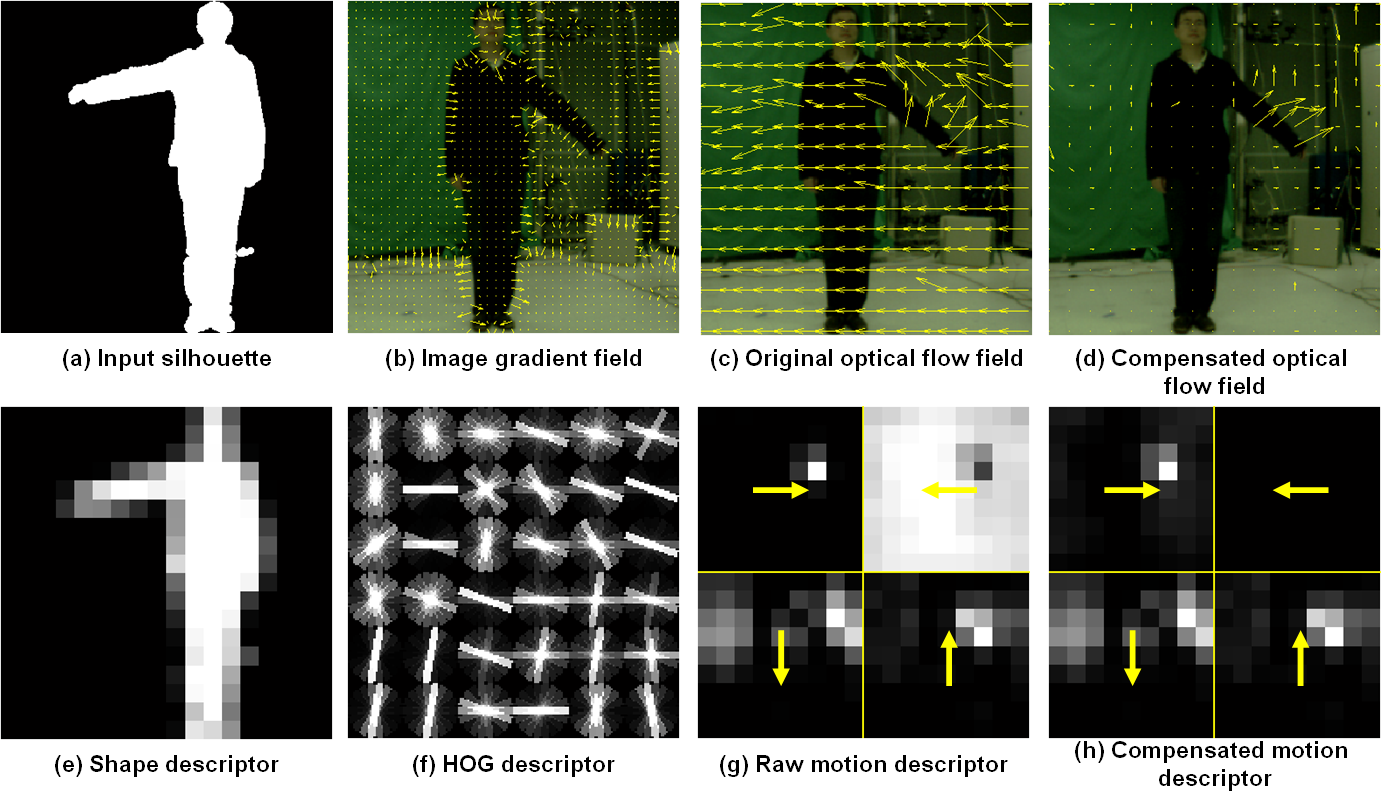 (a) Input silhouette
(b) Image gradient field
(c) Original optical flow field
(d) Compensated optical
flow field
(e) Shape descriptor
(f) HOG descriptor
(g) Raw motion descriptor
(h) Compensated motion
descriptor